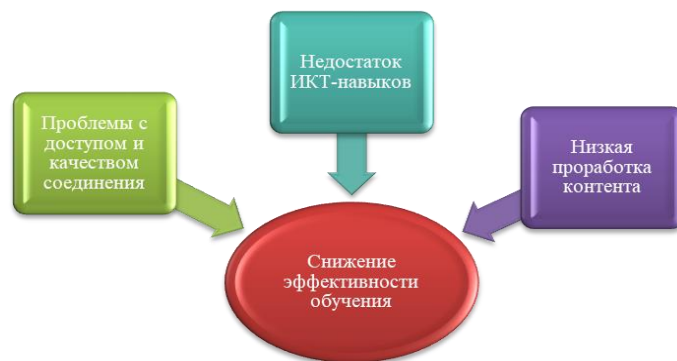 Недостаток
ИКТ-навыков
Проблемы с
доступом и
качеством
соединения
Низкая
проработка
контента
Снижение
эффективности
обучения